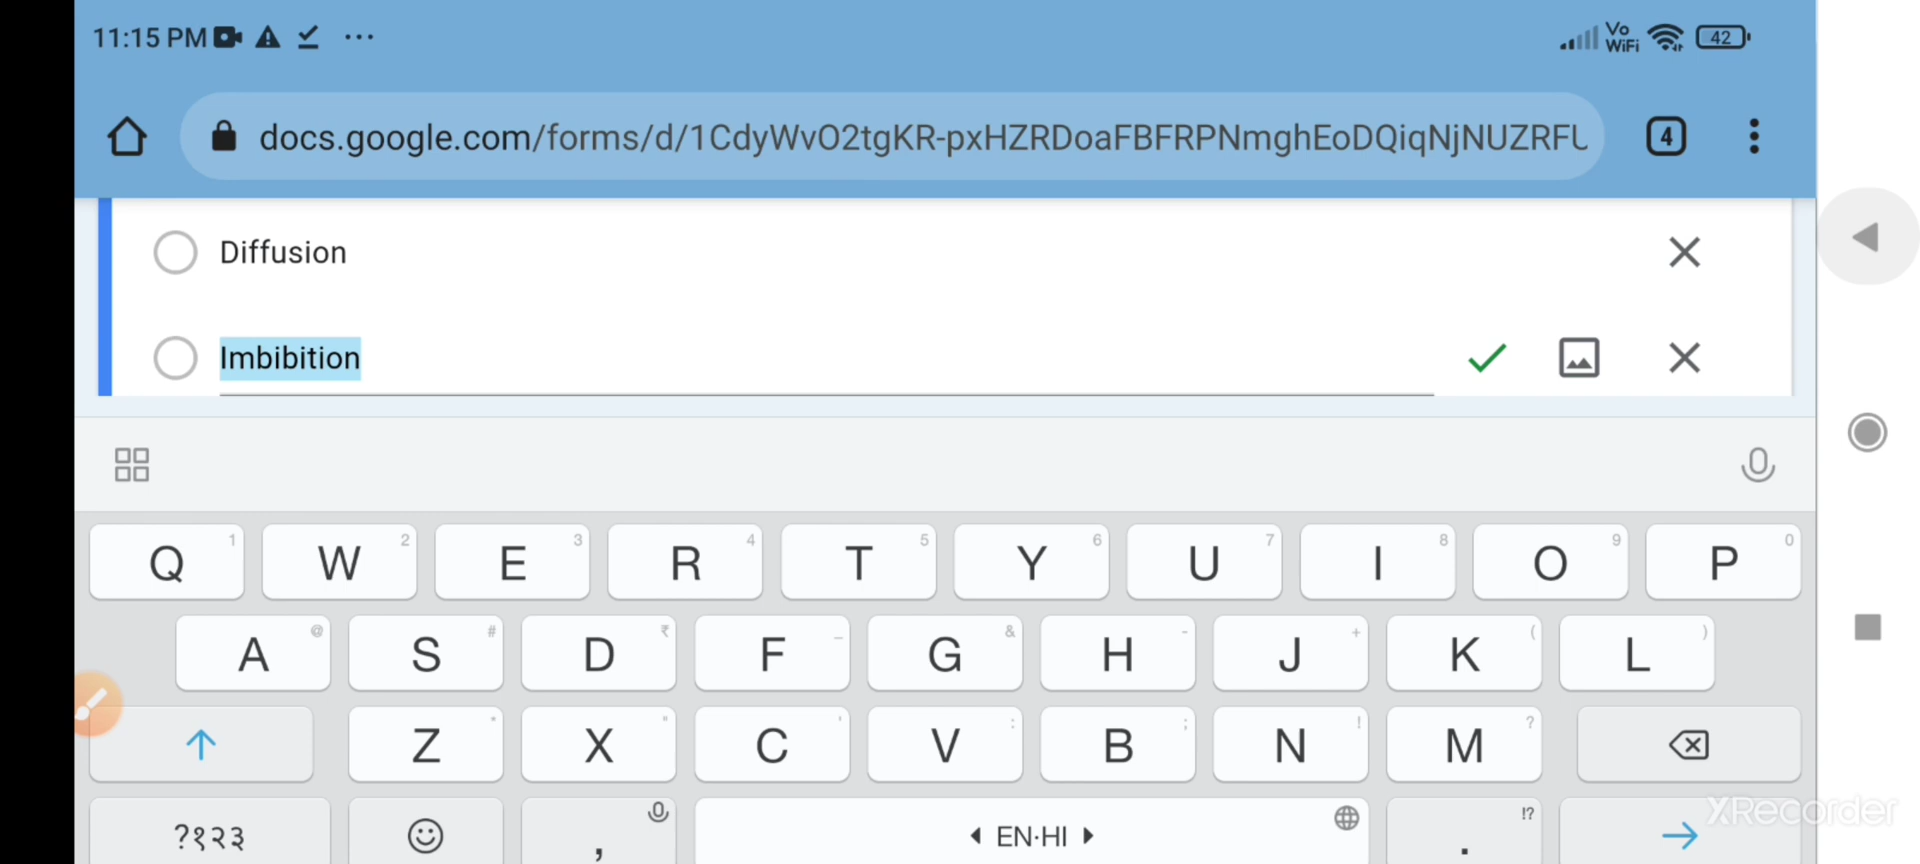 11:15 PM ... Vo WiFi 42
docs.google.com/forms/d/1CdyWvO2tgKR-pxHZRDoaFBFRPNmghEoDQiqNjNUZRFU 4
Diffusion
Imbibition
Q 1 W 2 E 3 R 4 T 5 Y 6 U 7 I 8 O 9 P 0
A @ S # D ₹ F _ G & H - J + K ( L )
Z * X " C ' V : B ; N ! M ?
?१२३ , EN·HI . !?
XRecorder